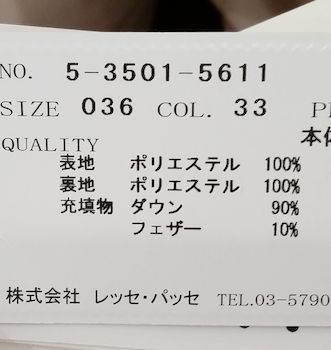 NO. 5-3501-5611
SIZE 036 COL. 33
QUALITY 本体
表地 ポリエステル 100%
裏地 ポリエステル 100%
充填物 ダウン 90%
フェザー 10%
株式会社 レッセ・パッセ TEL.03-5790